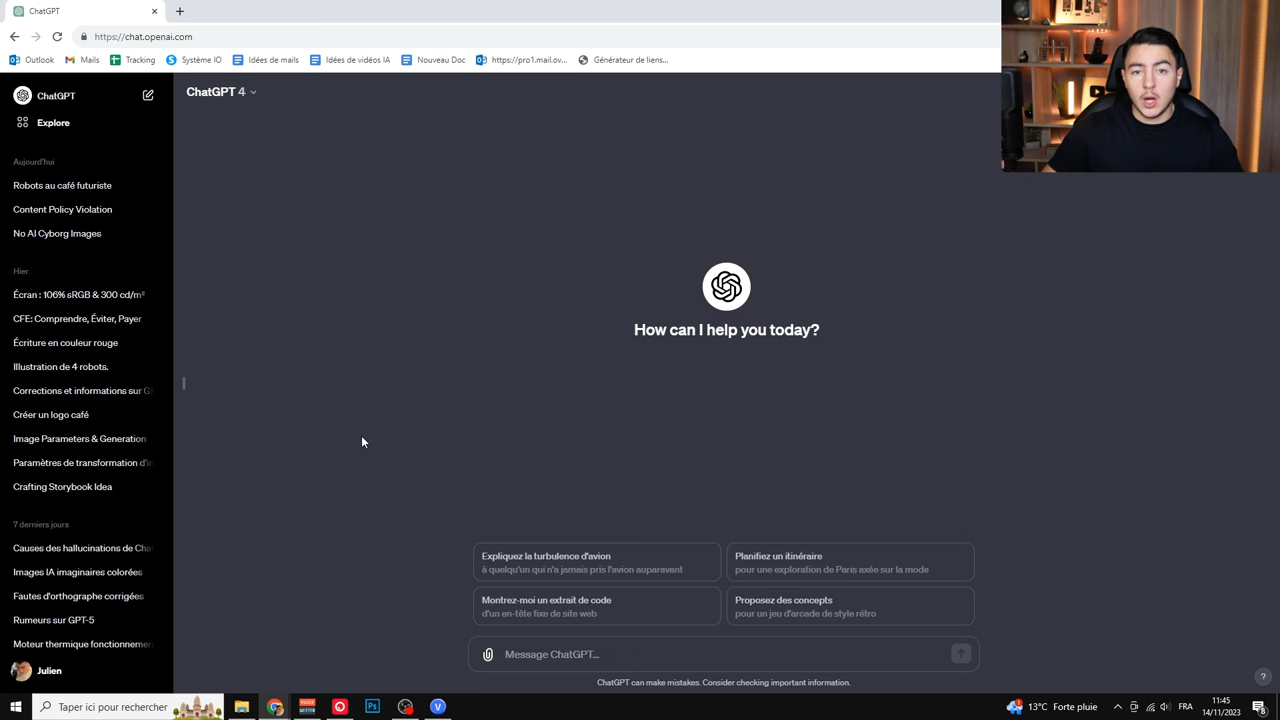 ChatGPT
https://chat.openai.com
Outlook
Mails
Tracking
Système IO
Idées de mails
Idées de vidéos IA
Nouveau Doc
https://pro1.mail.ov...
Générateur de liens...
ChatGPT
Explore
Aujourd'hui
Robots au café futuriste
Content Policy Violation
No AI Cyborg Images
Hier
Écran : 106% sRGB & 300 cd/m²
CFE: Comprendre, Éviter, Payer
Écriture en couleur rouge
Illustration de 4 robots.
Corrections et informations sur G
Créer un logo café
Image Parameters & Generation
Paramètres de transformation d'in
Crafting Storybook Idea
7 derniers jours
Causes des hallucinations de Cha
Images IA imaginaires colorées
Fautes d'orthographe corrigées
Rumeurs sur GPT-5
Moteur thermique fonctionnemen
Julien
ChatGPT 4
How can I help you today?
Expliquez la turbulence d'avion
à quelqu'un qui n'a jamais pris l'avion auparavant
Planifiez un itinéraire
pour une exploration de Paris axée sur la mode
Montrez-moi un extrait de code
d'un en-tête fixe de site web
Proposez des concepts
pour un jeu d'arcade de style rétro
Message ChatGPT...
ChatGPT can make mistakes. Consider checking important information.
?
Taper ici pour rechercher
Ps
V
13°C Forte pluie
FRA
11:45
14/11/2023